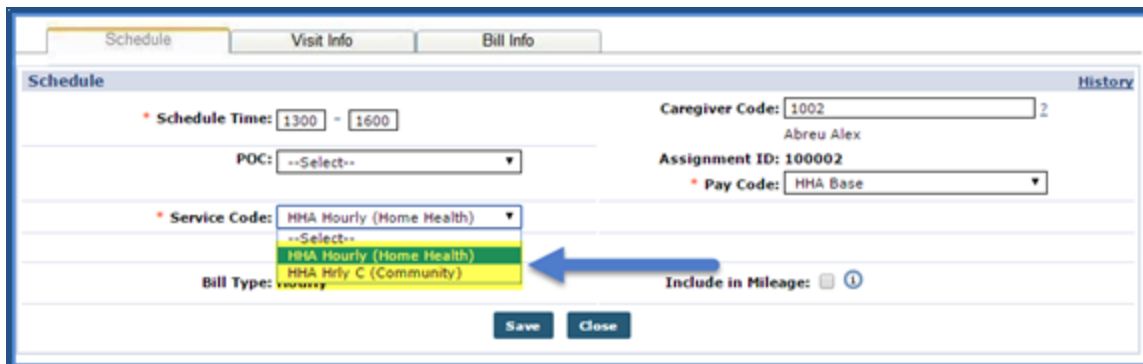 Schedule Visit Info Bill Info
Schedule History
* Schedule Time: 1300 - 1600
Caregiver Code: 1002 ?
Abreu Alex
POC: --Select--
Assignment ID: 100002
* Pay Code: HHA Base
* Service Code: HHA Hourly (Home Health)
--Select--
HHA Hourly (Home Health)
HHA Hrly C (Community)
Bill Type: Hourly
Include in Mileage:
Save Close